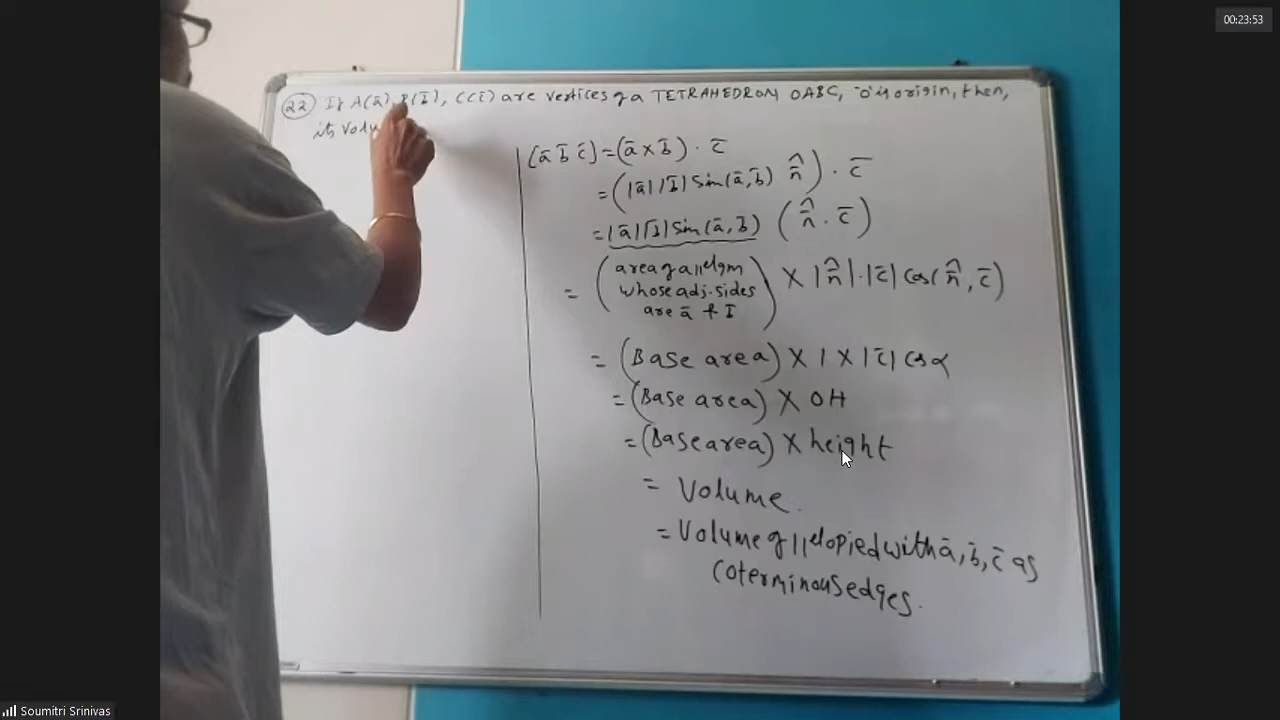 00:23:53
(22) If A(ā), B(b̄), C(c̄) are vertices of a TETRAHEDRON OABC, 'O' is origin, then,
its Volu
[ā b̄ c̄] = (ā × b̄) · c̄
= (|ā| |b̄| Sin(ā, b̄) n̂) · c̄
= |ā| |b̄| Sin(ā, b̄) (n̂ · c̄)
= (area of a ||elgm whose adj. sides are ā & b̄) × |n̂| · |c̄| Cos(n̂, c̄)
= (Base area) × 1 × |c̄| Cos α
= (Base area) × OH
= (Base area) × height
= Volume.
= Volume of ||elopied with ā, b̄, c̄ as
Coterminous edges.
Soumitri Srinivas